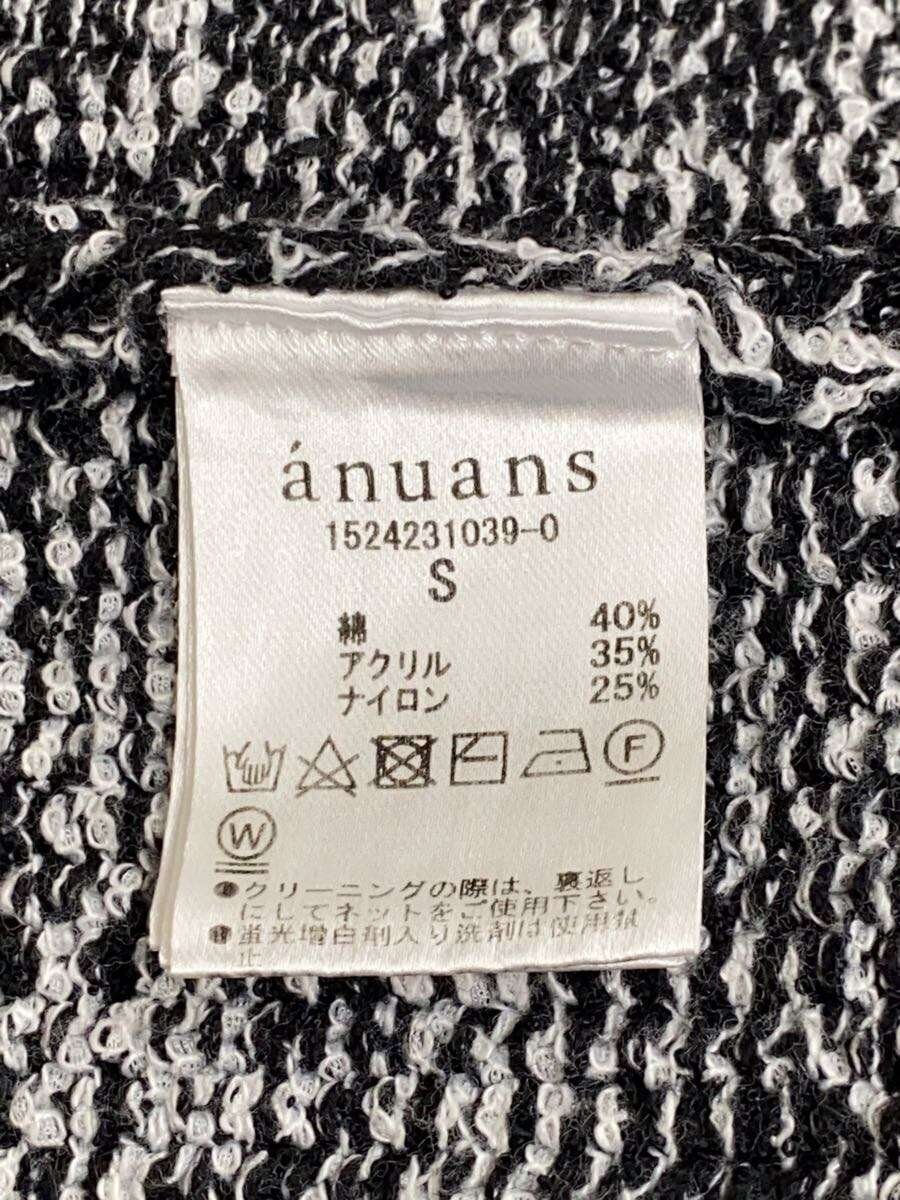 ánuans
1524231039-0
S
綿 40%
アクリル 35%
ナイロン 25%
F
W
クリーニングの際は、裏返し
にしてネットをご使用下さい。
蛍光増白剤入り洗剤は使用禁
止